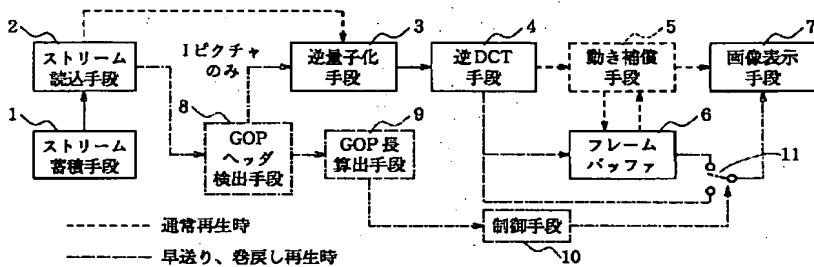 2
ストリーム
読込手段
1
ストリーム
蓄積手段
Iピクチャ
のみ
3
逆量子化
手段
4
逆DCT
手段
5
動き補償
手段
7
画像表示
手段
8
GOP
ヘッダ
検出手段
9
GOP長
算出手段
6
フレーム
バッファ
11
制御手段
10
通常再生時
早送り、巻戻し再生時